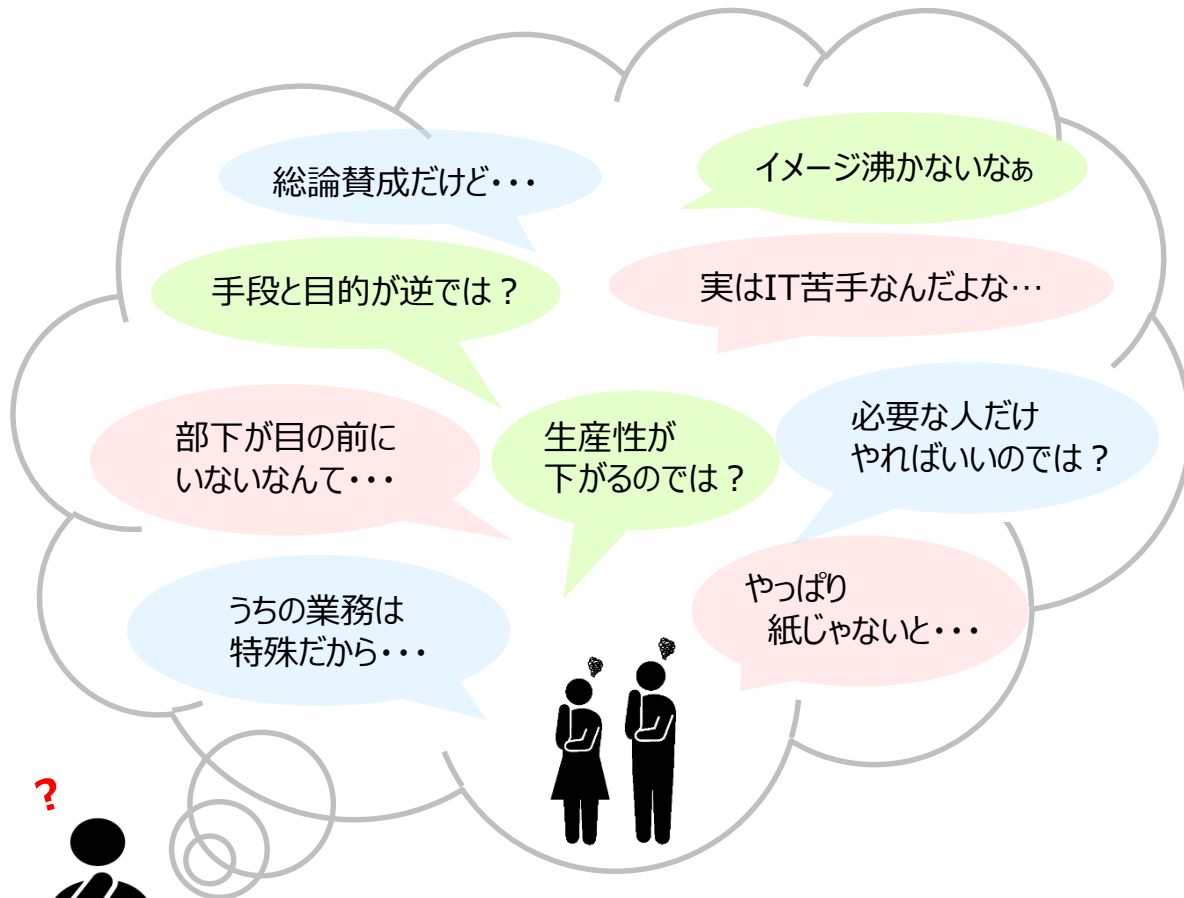 総論賛成だけど・・・
イメージ沸かないなぁ
手段と目的が逆では？
実はIT苦手なんだよな…
部下が目の前に
いないなんて・・・
生産性が
下がるのでは？
必要な人だけ
やればいいのでは？
うちの業務は
特殊だから・・・
やっぱり
紙じゃないと・・・
?